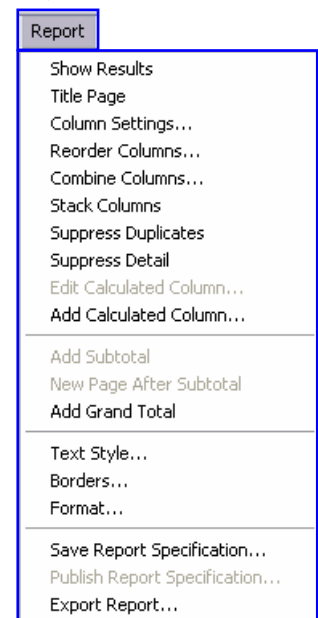 Report
Show Results
Title Page
Column Settings...
Reorder Columns...
Combine Columns...
Stack Columns
Suppress Duplicates
Suppress Detail
Edit Calculated Column...
Add Calculated Column...
Add Subtotal
New Page After Subtotal
Add Grand Total
Text Style...
Borders...
Format...
Save Report Specification...
Publish Report Specification...
Export Report...